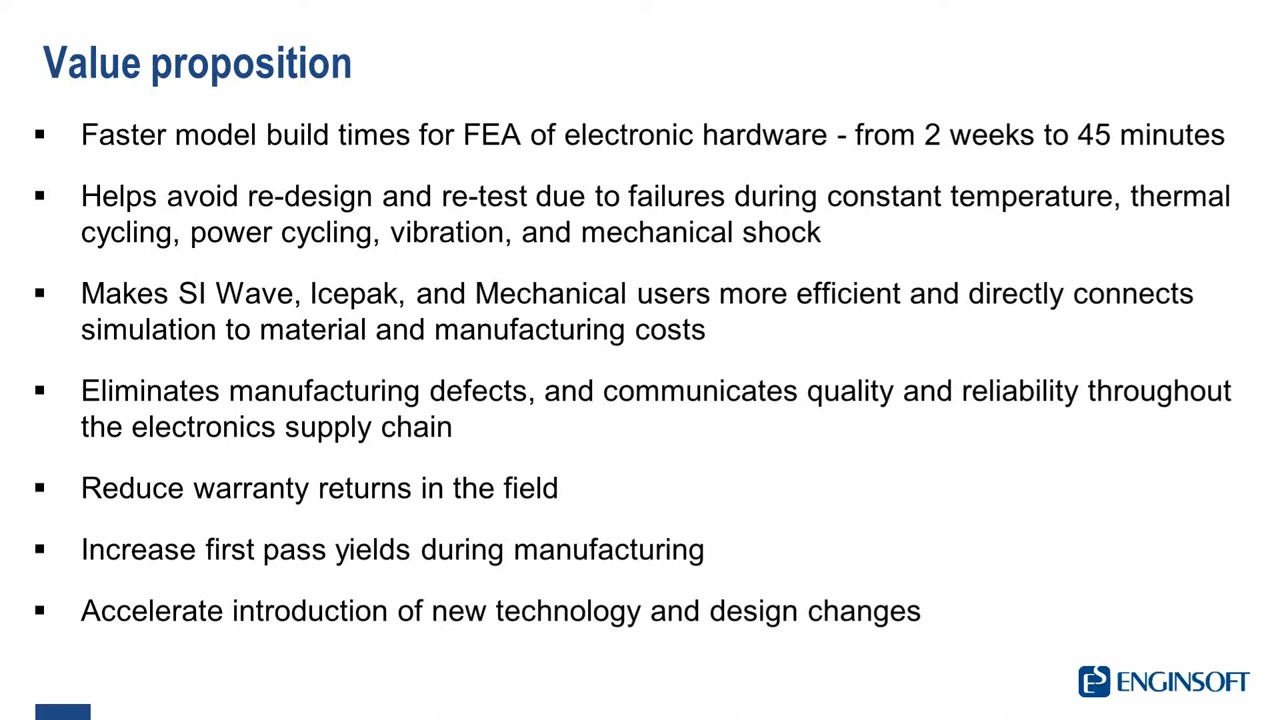 Value proposition
▪ Faster model build times for FEA of electronic hardware - from 2 weeks to 45 minutes
▪ Helps avoid re-design and re-test due to failures during constant temperature, thermal
cycling, power cycling, vibration, and mechanical shock
▪ Makes SI Wave, Icepak, and Mechanical users more efficient and directly connects
simulation to material and manufacturing costs
▪ Eliminates manufacturing defects, and communicates quality and reliability throughout
the electronics supply chain
▪ Reduce warranty returns in the field
▪ Increase first pass yields during manufacturing
▪ Accelerate introduction of new technology and design changes
ENGINSOFT